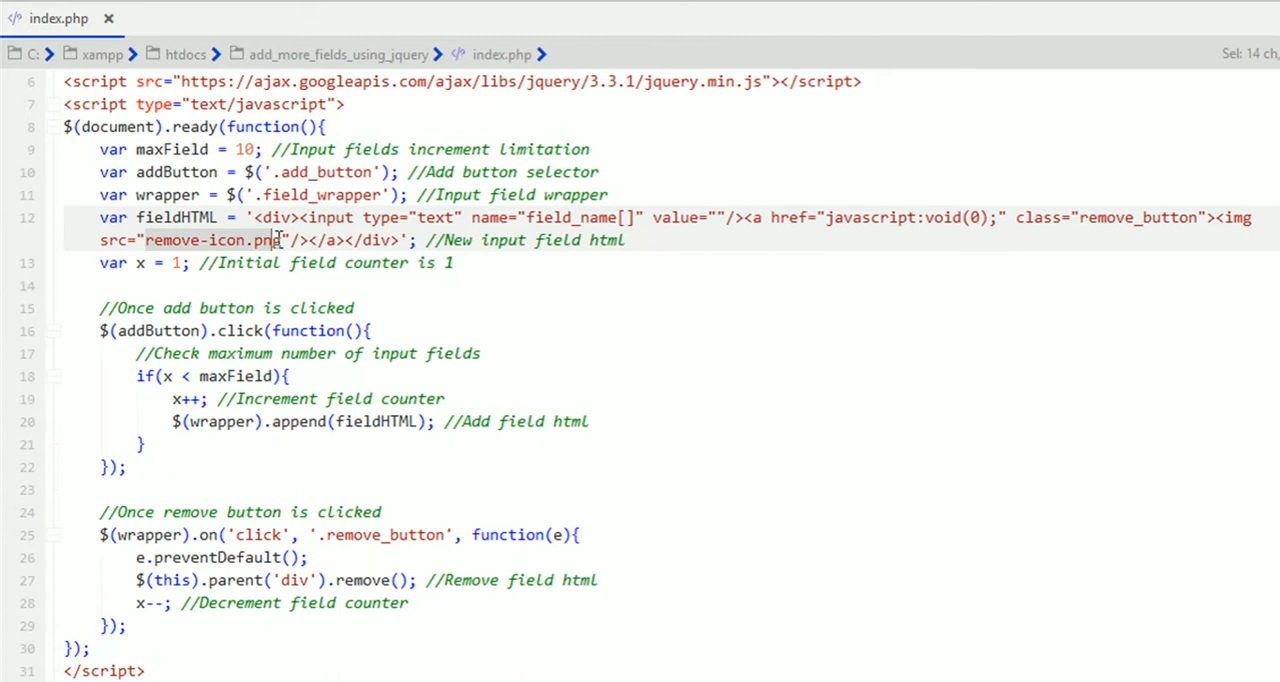 index.php ×
C: xampp htdocs add_more_fields_using_jquery index.php Sel: 14 ch,
6 <script src="https://ajax.googleapis.com/ajax/libs/jquery/3.3.1/jquery.min.js"></script>
7 <script type="text/javascript">
8 $(document).ready(function(){
9 var maxField = 10; //Input fields increment limitation
10 var addButton = $('.add_button'); //Add button selector
11 var wrapper = $('.field_wrapper'); //Input field wrapper
12 var fieldHTML = '<div><input type="text" name="field_name[]" value=""/><a href="javascript:void(0);" class="remove_button"><img
src="remove-icon.png"/></a></div>'; //New input field html
13 var x = 1; //Initial field counter is 1
14
15 //Once add button is clicked
16 $(addButton).click(function(){
17 //Check maximum number of input fields
18 if(x < maxField){
19 x++; //Increment field counter
20 $(wrapper).append(fieldHTML); //Add field html
21 }
22 });
23
24 //Once remove button is clicked
25 $(wrapper).on('click', '.remove_button', function(e){
26 e.preventDefault();
27 $(this).parent('div').remove(); //Remove field html
28 x--; //Decrement field counter
29 });
30 });
31 </script>